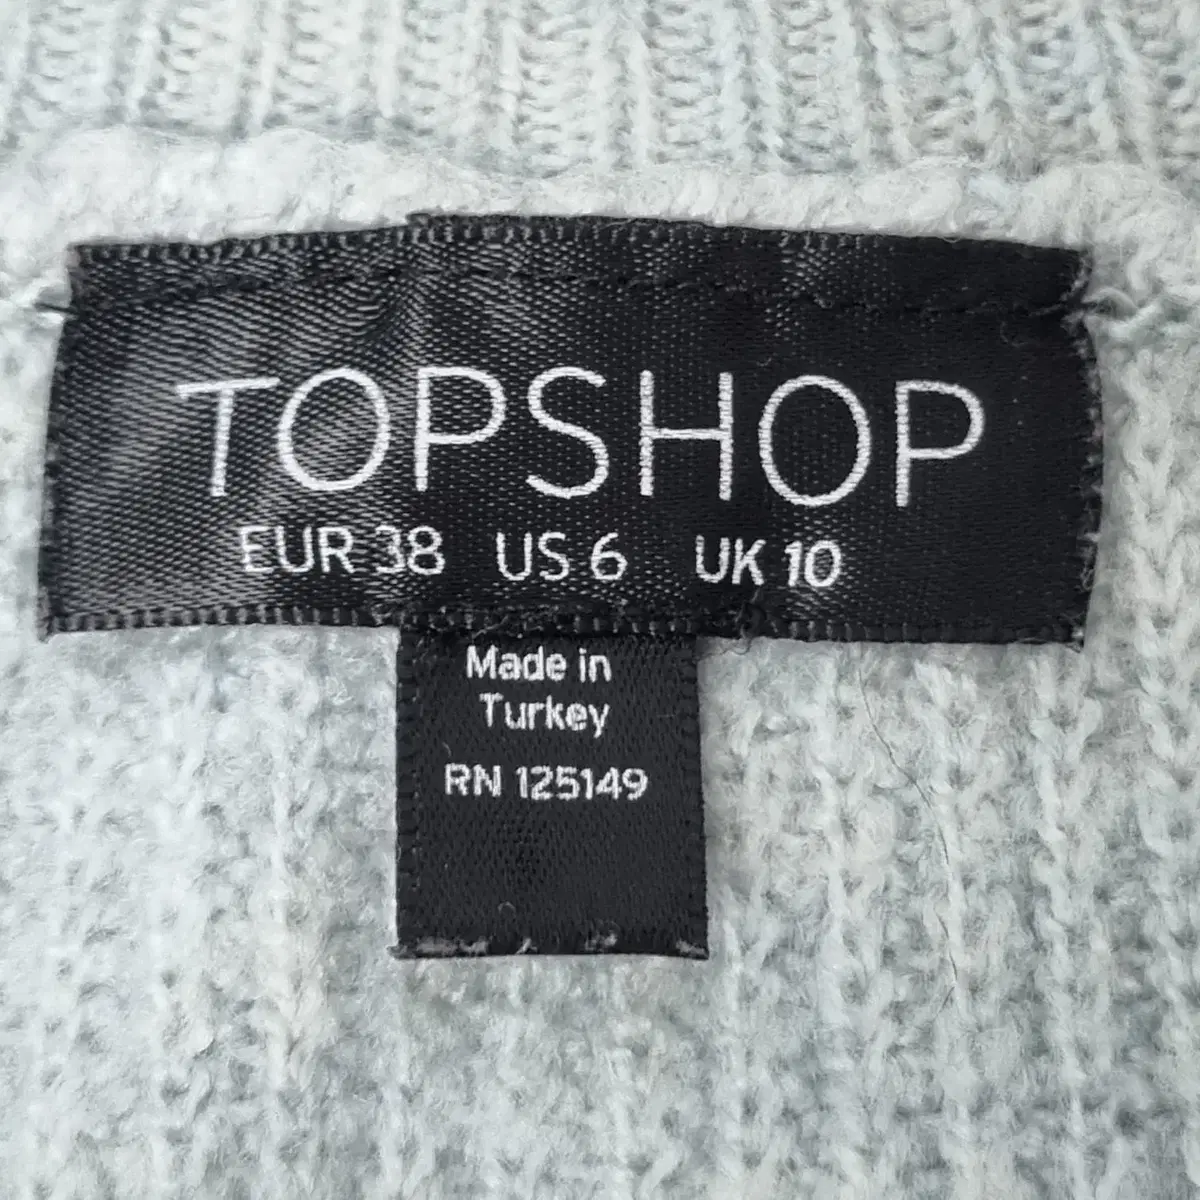 TOPSHOP
EUR 38 US 6 UK 10
Made in
Turkey
RN 125149